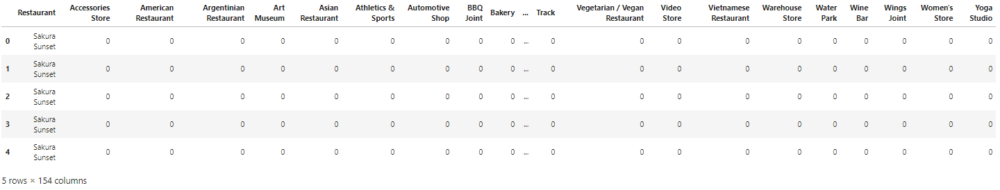 Restaurant Accessories Store American Restaurant Argentinian Restaurant Art Museum Asian Restaurant Athletics & Sports Automotive Shop BBQ Joint Bakery ... Track Vegetarian / Vegan Restaurant Video Store Vietnamese Restaurant Warehouse Store Water Park Wine Bar Wings Joint Women's Store Yoga Studio
0 Sakura Sunset 0 0 0 0 0 0 0 0 0 ... 0 0 0 0 0 0 0 0 0 0
1 Sakura Sunset 0 0 0 0 0 0 0 0 0 ... 0 0 0 0 0 0 0 0 0 0
2 Sakura Sunset 0 0 0 0 0 0 0 0 0 ... 0 0 0 0 0 0 0 0 0 0
3 Sakura Sunset 0 0 0 0 0 0 0 0 0 ... 0 0 0 0 0 0 0 0 0 0
4 Sakura Sunset 0 0 0 0 0 0 0 0 0 ... 0 0 0 0 0 0 0 0 0 0
5 rows × 154 columns